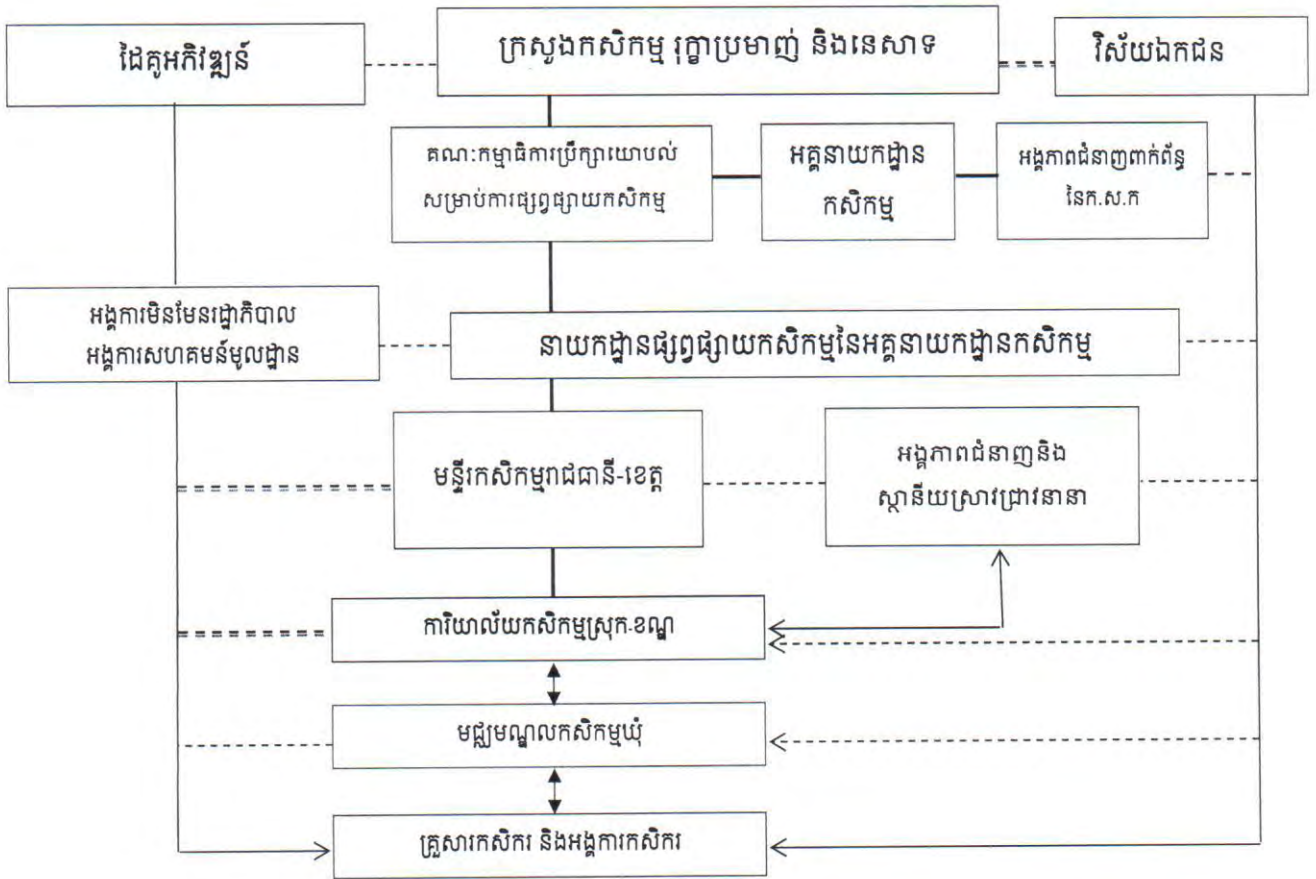 ដៃគូអភិវឌ្ឍន៍
ក្រសួងកសិកម្ម រុក្ខាប្រមាញ់ និងនេសាទ
វិស័យឯកជន
គណៈកម្មាធិការប្រឹក្សាយោបល់
សម្រាប់ការផ្សព្វផ្សាយកសិកម្ម
អគ្គនាយកដ្ឋាន
កសិកម្ម
អង្គភាពជំនាញពាក់ព័ន្ធ
នៃក.ស.ក
អង្គការមិនមែនរដ្ឋាភិបាល
អង្គការសហគមន៍មូលដ្ឋាន
នាយកដ្ឋានផ្សព្វផ្សាយកសិកម្មនៃអគ្គនាយកដ្ឋានកសិកម្ម
មន្ទីរកសិកម្មរាជធានី-ខេត្ត
អង្គភាពជំនាញនិង
ស្ថានីយស្រាវជ្រាវនានា
ការិយាល័យកសិកម្មស្រុក-ខណ្ឌ
មជ្ឈមណ្ឌលកសិកម្មឃុំ
គ្រួសារកសិករ និងអង្គការកសិករ